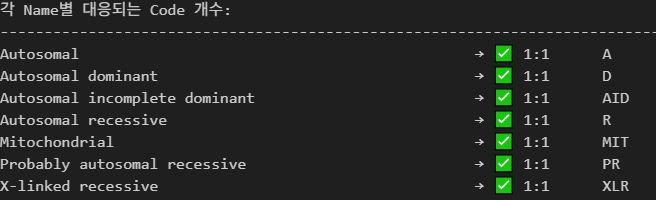 각 Name별 대응되는 Code 개수:
--------------------------------------------------------------------------------
Autosomal → ✅ 1:1 A
Autosomal dominant → ✅ 1:1 D
Autosomal incomplete dominant → ✅ 1:1 AID
Autosomal recessive → ✅ 1:1 R
Mitochondrial → ✅ 1:1 MIT
Probably autosomal recessive → ✅ 1:1 PR
X-linked recessive → ✅ 1:1 XLR